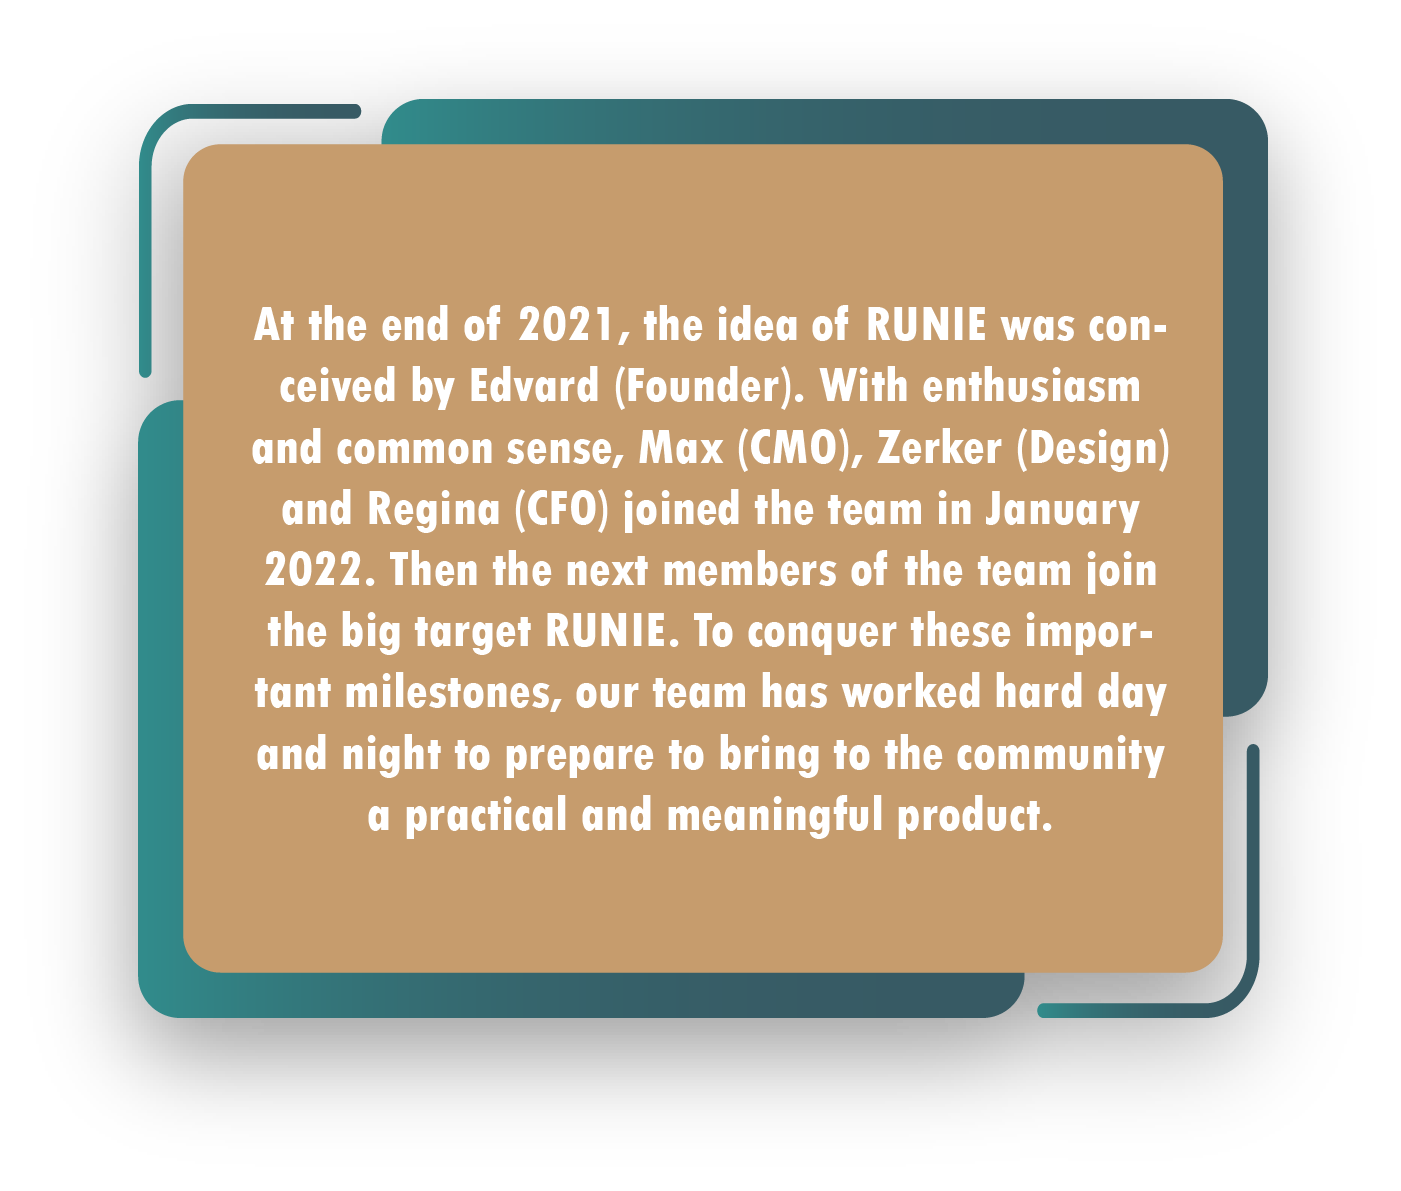 At the end of 2021, the idea of RUNIE was con-
ceived by Edvard (Founder). With enthusiasm
and common sense, Max (CMO), Zerker (Design)
and Regina (CFO) joined the team in January
2022. Then the next members of the team join
the big target RUNIE. To conquer these impor-
tant milestones, our team has worked hard day
and night to prepare to bring to the community
a practical and meaningful product.